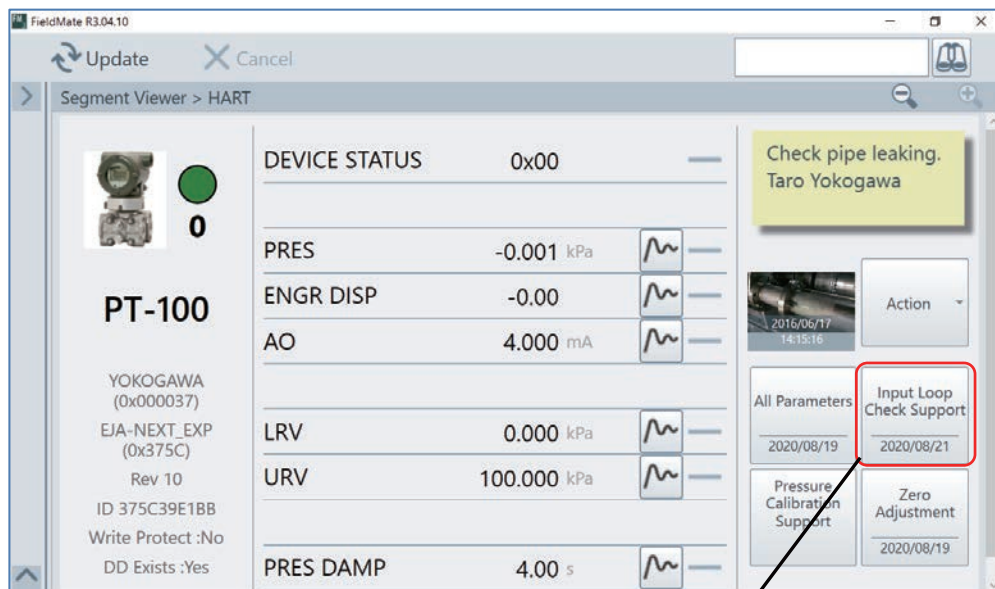 FieldMate R3.04.10
Update Cancel
Segment Viewer > HART
0
PT-100
YOKOGAWA
(0x000037)
EJA-NEXT_EXP
(0x375C)
Rev 10
ID 375C39E1BB
Write Protect :No
DD Exists :Yes
DEVICE STATUS 0x00
PRES -0.001 kPa
ENGR DISP -0.00
AO 4.000 mA
LRV 0.000 kPa
URV 100.000 kPa
PRES DAMP 4.00 s
Check pipe leaking.
Taro Yokogawa
2016/06/17
14:15:16
Action
All Parameters
2020/08/19
Input Loop
Check Support
2020/08/21
Pressure
Calibration
Support
Zero
Adjustment
2020/08/19